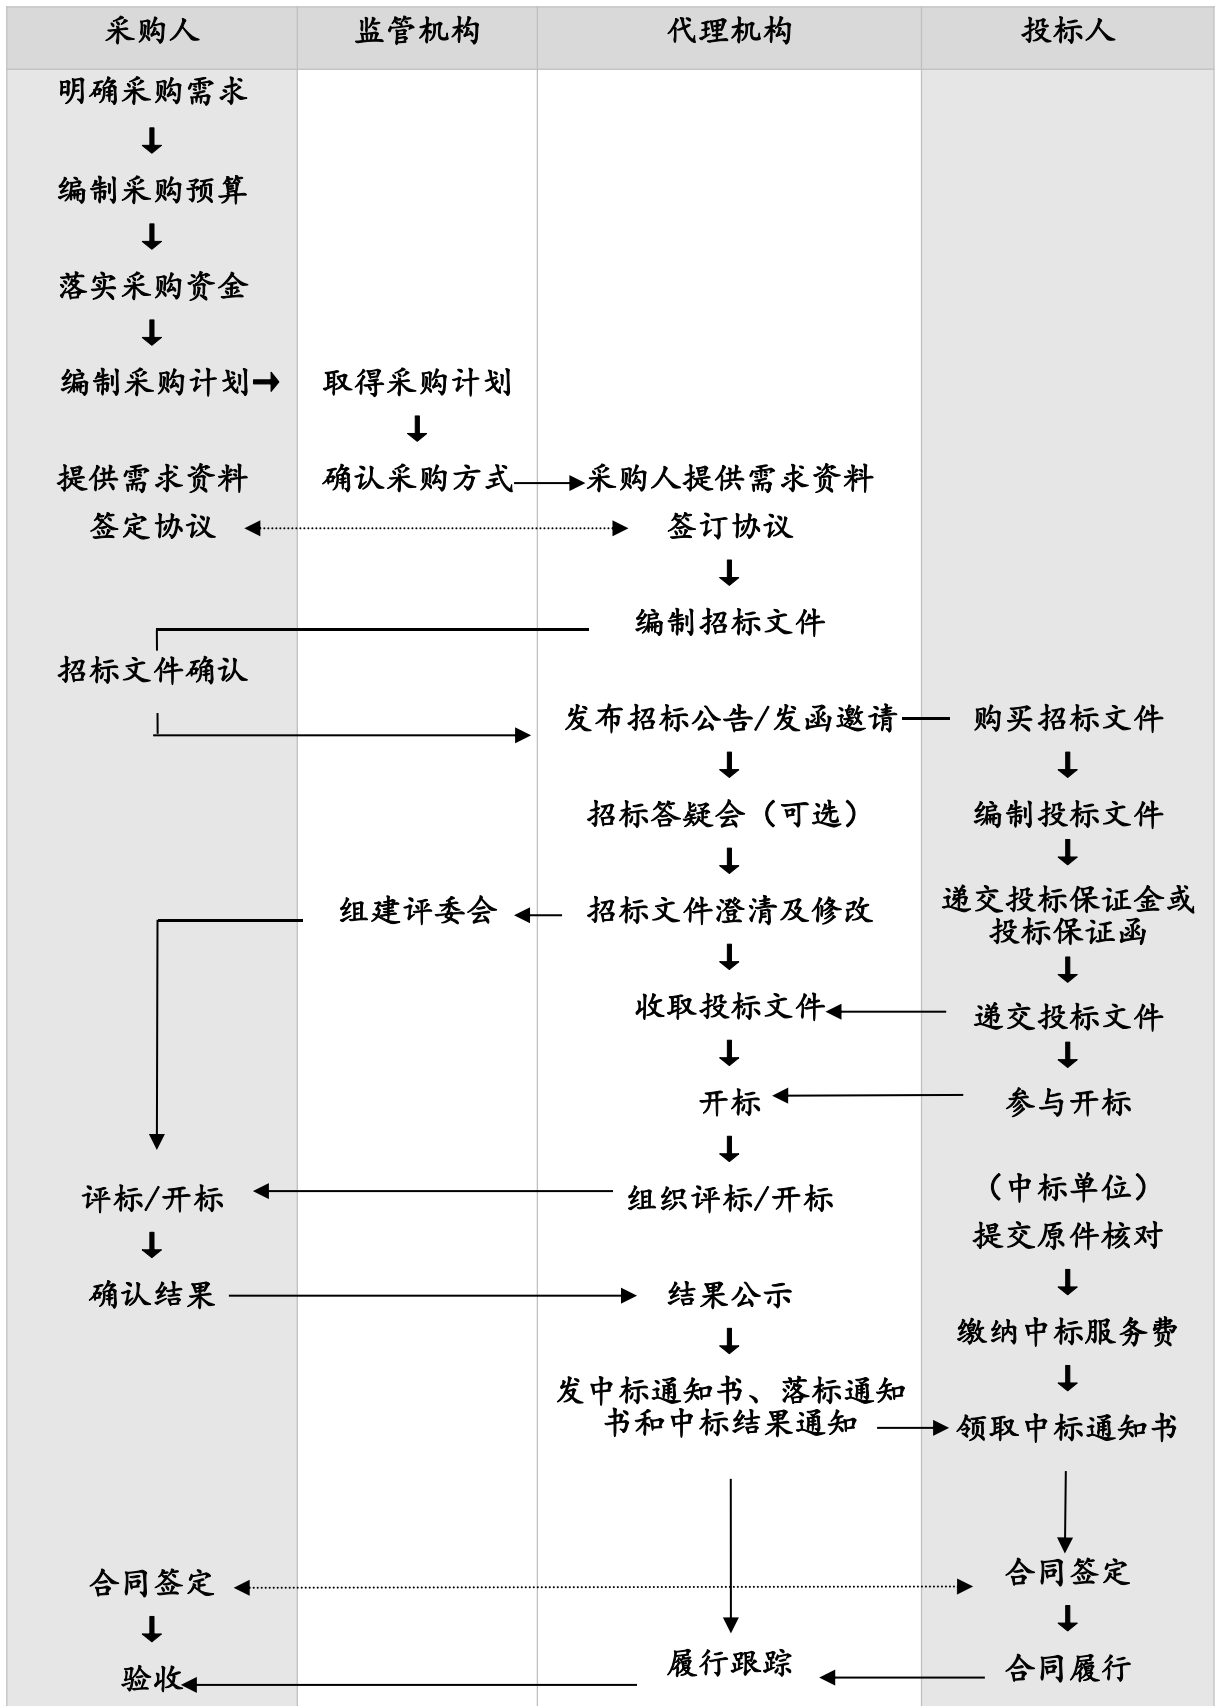 采购人 监管机构 代理机构 投标人
明确采购需求
编制采购预算
落实采购资金
编制采购计划 取得采购计划
提供需求资料 确认采购方式 采购人提供需求资料
签定协议 签订协议
编制招标文件
招标文件确认
发布招标公告/发函邀请 购买招标文件
招标答疑会（可选） 编制投标文件
组建评委会 招标文件澄清及修改 递交投标保证金或
投标保证函
收取投标文件 递交投标文件
开标 参与开标
评标/开标 组织评标/开标 （中标单位）
提交原件核对
确认结果 结果公示
缴纳中标服务费
发中标通知书、落标通知
书和中标结果通知 领取中标通知书
合同签定 合同签定
验收 履行跟踪 合同履行